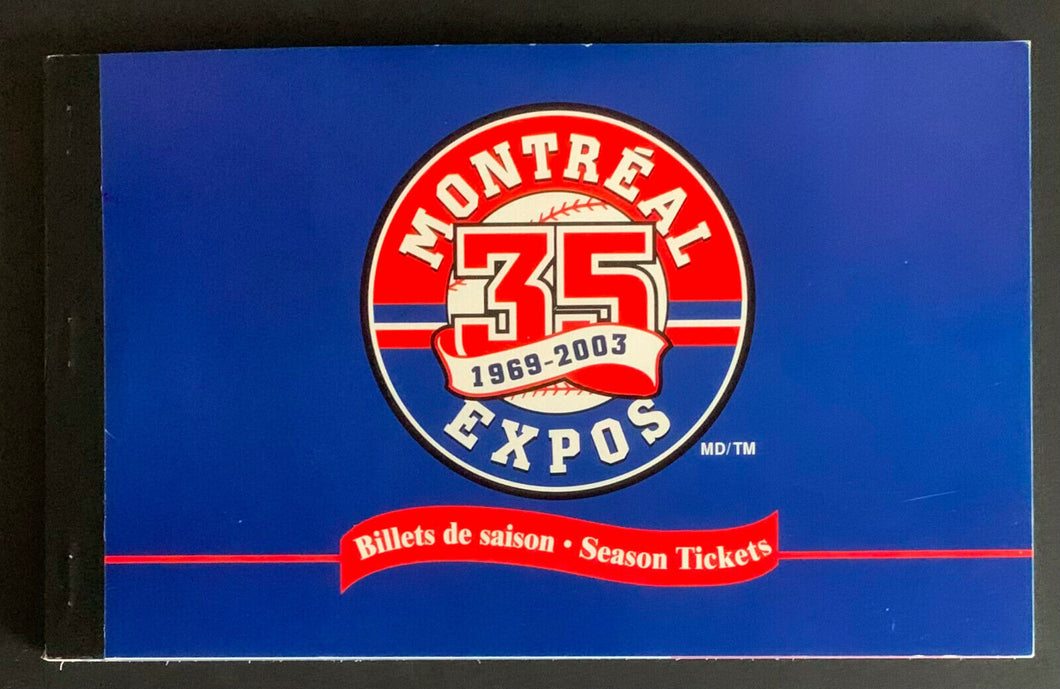 MONTRÉAL
35
1969-2003
EXPOS
MD/TM
Billets de saison • Season Tickets